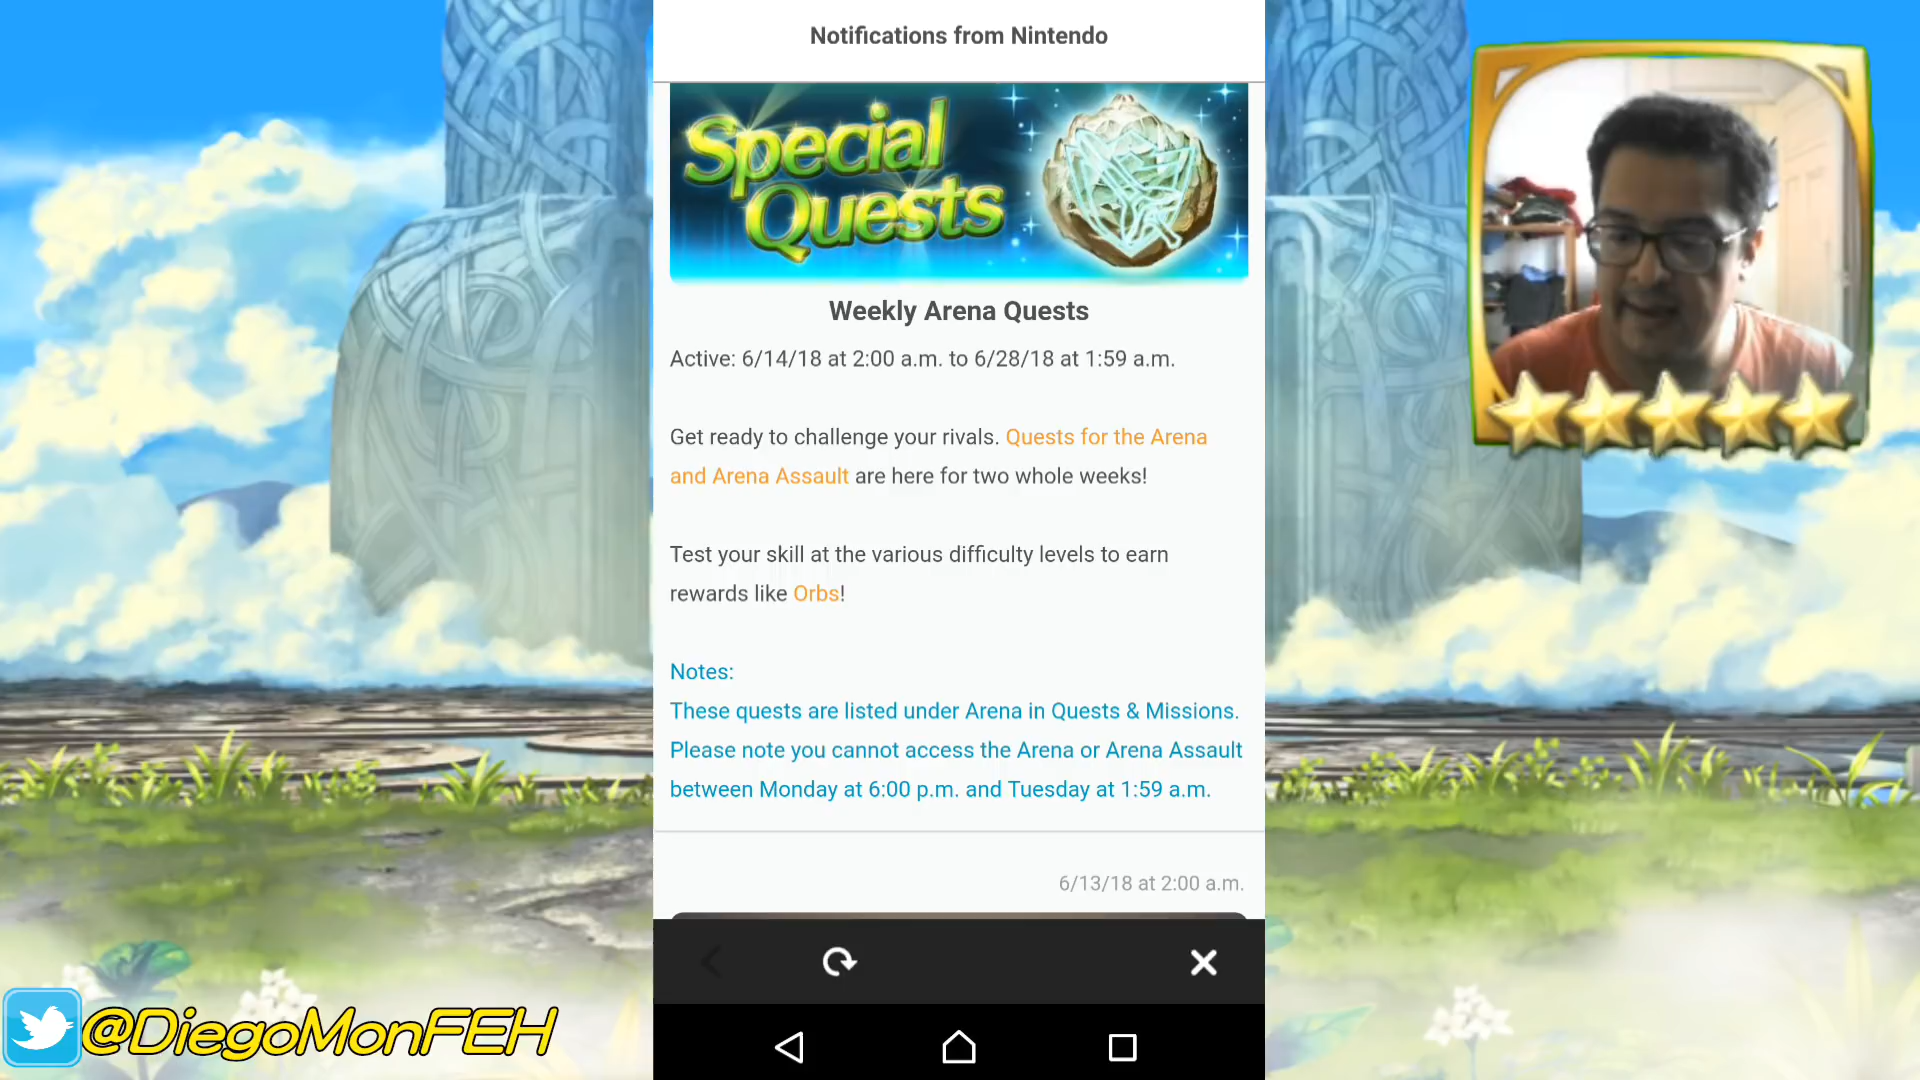 Notifications from Nintendo
Special
Quests
Weekly Arena Quests
Active: 6/14/18 at 2:00 a.m. to 6/28/18 at 1:59 a.m.
Get ready to challenge your rivals. Quests for the Arena
and Arena Assault are here for two whole weeks!
Test your skill at the various difficulty levels to earn
rewards like Orbs!
Notes:
These quests are listed under Arena in Quests & Missions.
Please note you cannot access the Arena or Arena Assault
between Monday at 6:00 p.m. and Tuesday at 1:59 a.m.
6/13/18 at 2:00 a.m.
@DiegoMonFEH